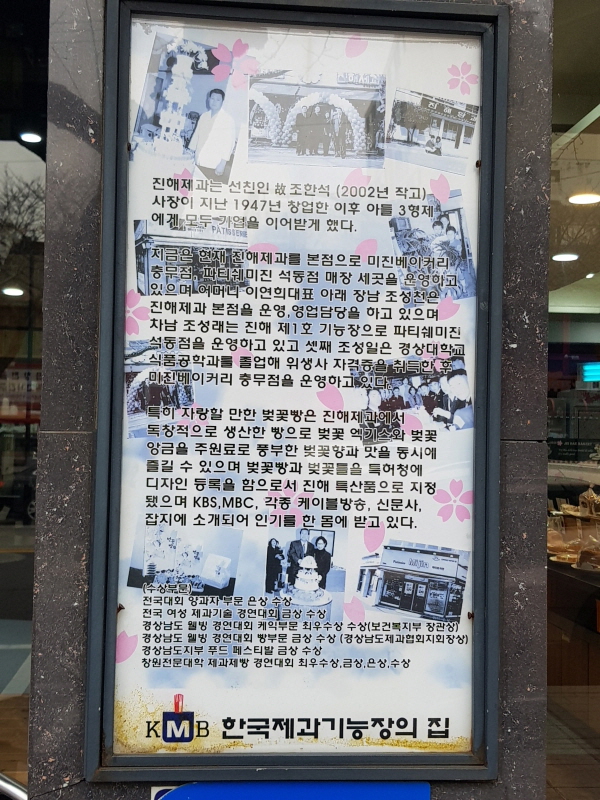 진해제과
진해제과
진해제과는 선친인 故 조한석 (2002년 작고)
사장이 지난 1947년 창업한 이후 아들 3형제
에게 모두 가업을 이어받게 했다.
PATISSERIE
지금은 현재 진해제과를 본점으로 미진베이커리
충무점, 파티쉐미진 석동점 매장 세곳을 운영하고
있으며 어머니 이연희대표 아래 장남 조성천은
진해제과 본점을 운영,영업담당을 하고 있으며
차남 조성래는 진해 제1호 기능장으로 파티쉐미진
석동점을 운영하고 있고 셋째 조성일은 경상대학교
식품공학과를 졸업해 위생사 자격증을 취득한 후
미진베이커리 충무점을 운영하고 있다.
특히 자랑할 만한 벚꽃빵은 진해제과에서
독창적으로 생산한 빵으로 벚꽃 엑기스와 벚꽃
앙금을 주원료로 풍부한 벚꽃향과 맛을 동시에
즐길 수 있으며 벚꽃빵과 벚꽃틀을 특허청에
디자인 등록을 함으로서 진해 특산품으로 지정
됐으며 KBS,MBC, 각종 케이블방송, 신문사,
잡지에 소개되어 인기를 한 몸에 받고 있다.
(수상부문)
전국대회 양과자 부문 은상 수상
전국 여성 제과기술 경연대회 금상 수상
경상남도 웰빙 경연대회 케익부문 최우수상 수상(보건복지부 장관상)
경상남도 웰빙 경연대회 빵부문 금상 수상 (경상남도제과협회지회장상)
경상남도지부 푸드 페스티발 금상 수상
창원전문대학 제과제빵 경연대회 최우수상,금상,은상,수상
KMB 한국제과기능장의 집